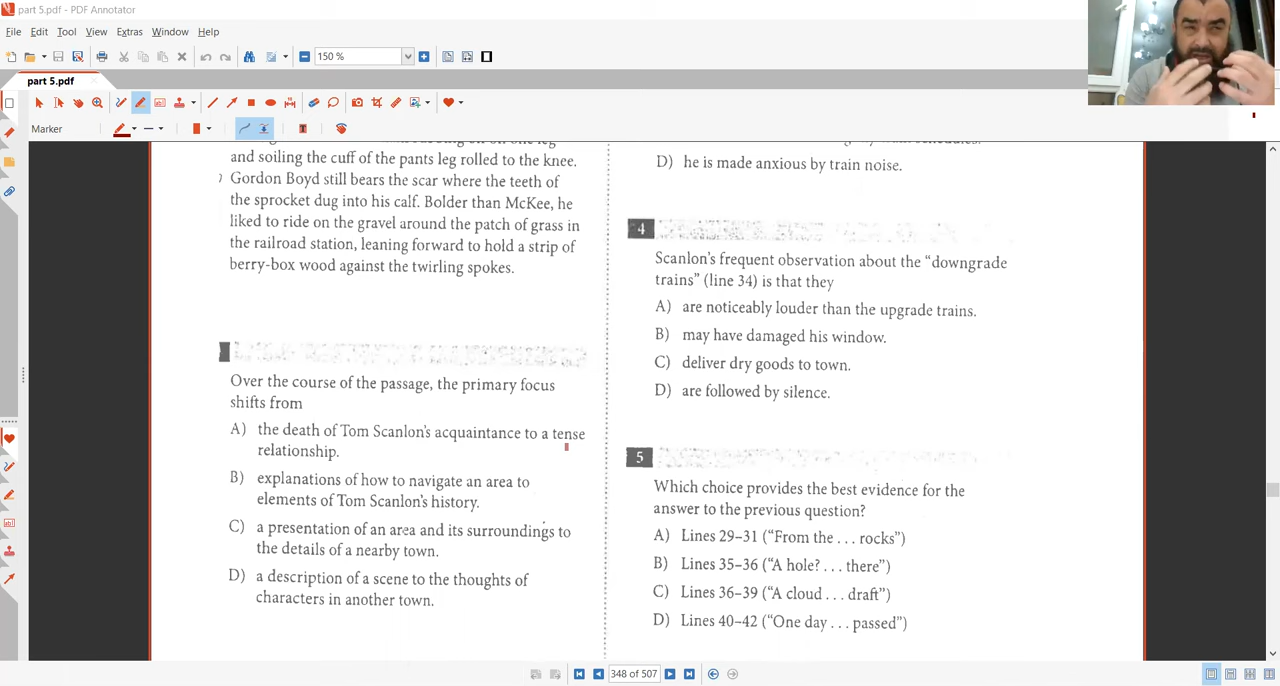 part 5.pdf - PDF Annotator
File Edit Tool View Extras Window Help
150 %
part 5.pdf
Marker
and soiling the cuff of the pants leg rolled to the knee.
Gordon Boyd still bears the scar where the teeth of
the sprocket dug into his calf. Bolder than McKee, he
liked to ride on the gravel around the patch of grass in
the railroad station, leaning forward to hold a strip of
berry-box wood against the twirling spokes.
Over the course of the passage, the primary focus
shifts from
A) the death of Tom Scanlon's acquaintance to a tense
relationship.
B) explanations of how to navigate an area to
elements of Tom Scanlon's history.
C) a presentation of an area and its surroundings to
the details of a nearby town.
D) a description of a scene to the thoughts of
characters in another town.
D) he is made anxious by train noise.
4
Scanlon's frequent observation about the “downgrade
trains” (line 34) is that they
A) are noticeably louder than the upgrade trains.
B) may have damaged his window.
C) deliver dry goods to town.
D) are followed by silence.
5
Which choice provides the best evidence for the
answer to the previous question?
A) Lines 29–31 (“From the . . . rocks”)
B) Lines 35–36 (“A hole? . . . there”)
C) Lines 36–39 (“A cloud . . . draft”)
D) Lines 40–42 (“One day . . . passed”)
348 of 507